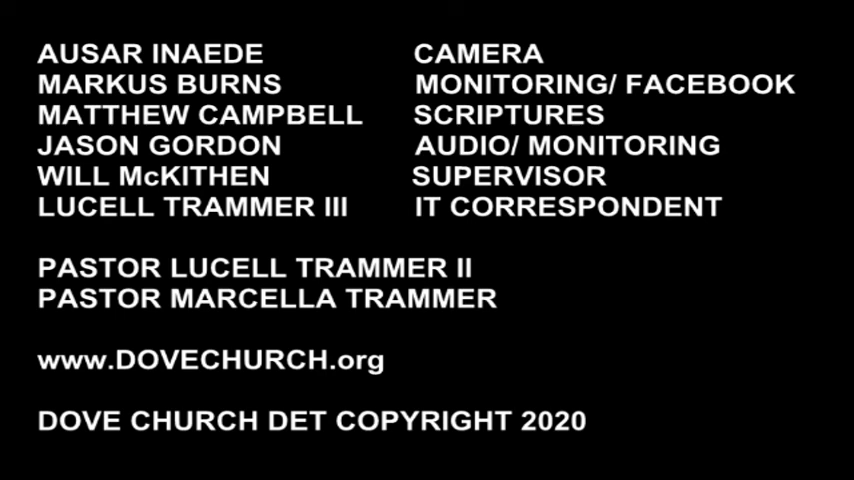 AUSAR INAEDE CAMERA
MARKUS BURNS MONITORING/ FACEBOOK
MATTHEW CAMPBELL SCRIPTURES
JASON GORDON AUDIO/ MONITORING
WILL McKITHEN SUPERVISOR
LUCELL TRAMMER III IT CORRESPONDENT
PASTOR LUCELL TRAMMER II
PASTOR MARCELLA TRAMMER
www.DOVECHURCH.org
DOVE CHURCH DET COPYRIGHT 2020